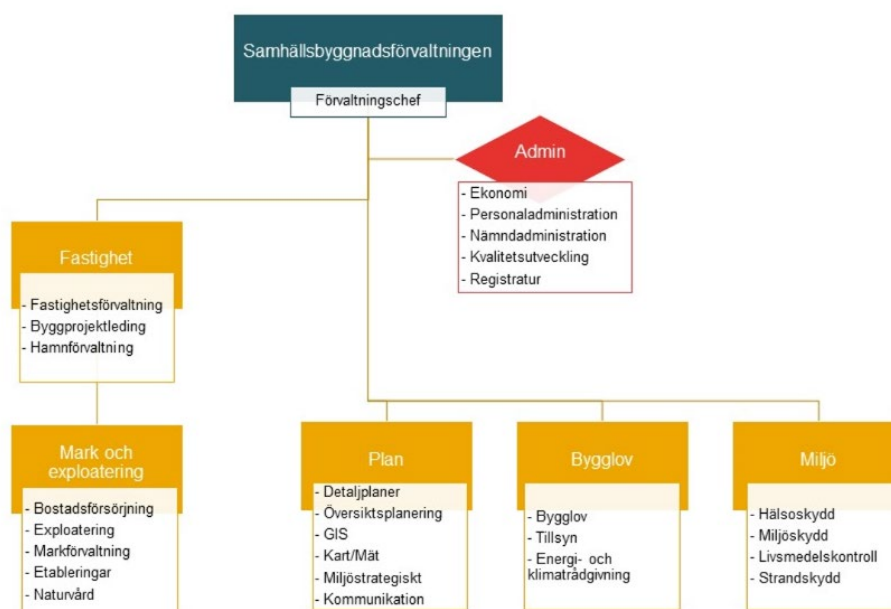 Samhällsbyggnadsförvaltningen
Förvaltningschef
Admin
- Ekonomi
- Personaladministration
- Nämndadministration
- Kvalitetsutveckling
- Registratur
Fastighet
- Fastighetsförvaltning
- Byggprojektleding
- Hamnförvaltning
Mark och
exploatering
- Bostadsförsörjning
- Exploatering
- Markförvaltning
- Etableringar
- Naturvård
Plan
- Detaljplaner
- Översiktsplanering
- GIS
- Kart/Mät
- Miljöstrategiskt
- Kommunikation
Bygglov
- Bygglov
- Tillsyn
- Energi- och
klimatrådgivning
Miljö
- Hälsoskydd
- Miljöskydd
- Livsmedelskontroll
- Strandskydd